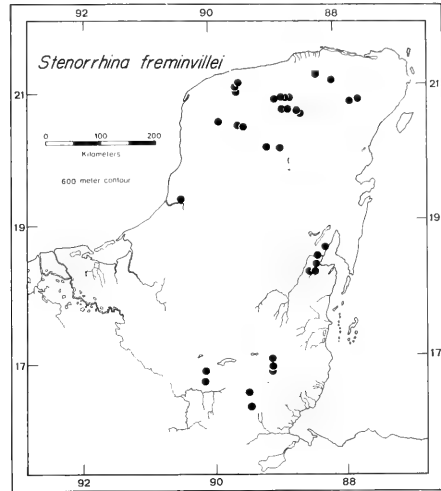 92 90 88
Stenorrhina freminvillei
21 21
0 100 200
Kilometers
600 meter contour
19 19
17 17
92 90 88